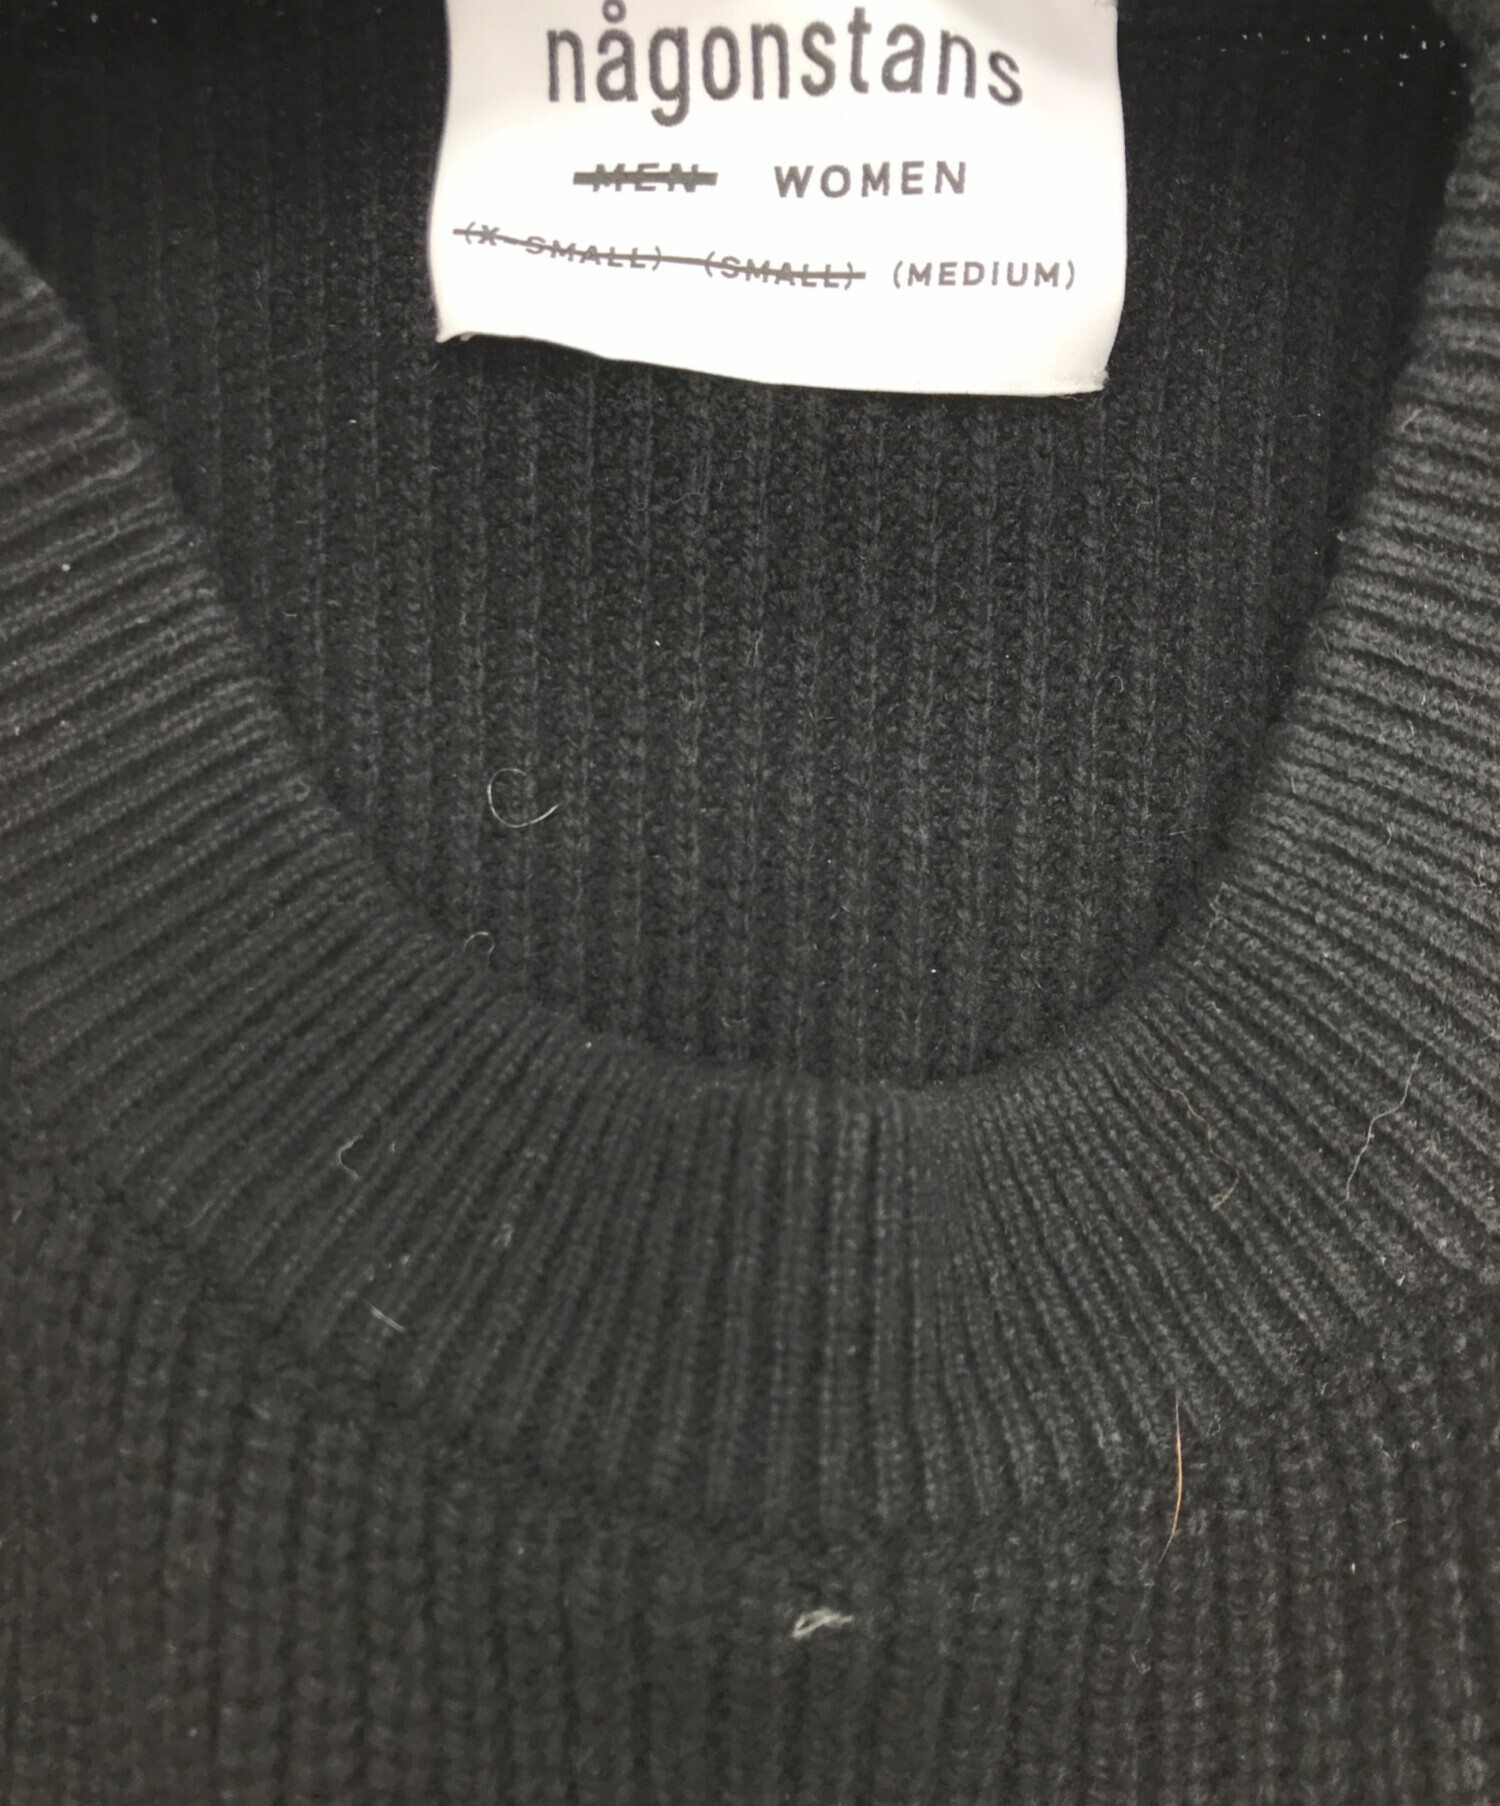 någonstans
MEN WOMEN
(X-SMALL) (SMALL) (MEDIUM)